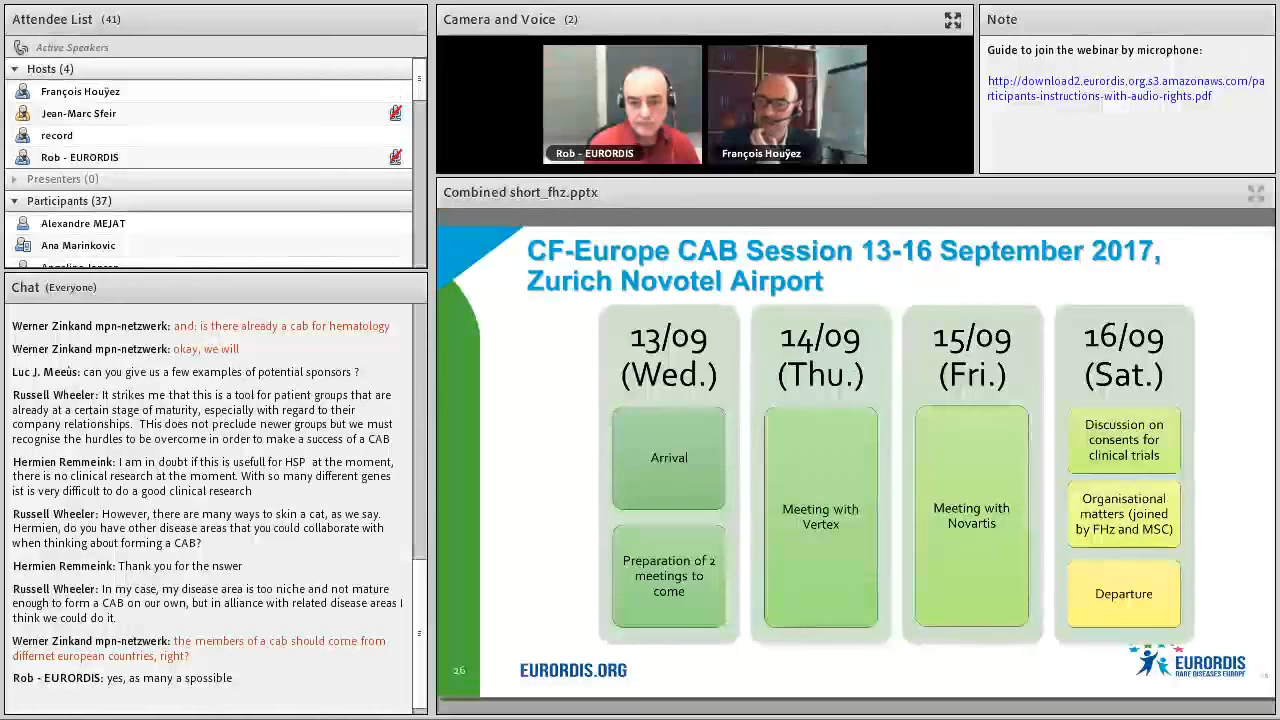 Attendee List (41)
Active Speakers
Hosts (4)
François Houÿez
Jean-Marc Sfeir
record
Rob - EURORDIS
Presenters (0)
Participants (37)
Alexandre MEJAT
Ana Marinkovic
Chat (Everyone)
Werner Zinkand mpn-netzwerk: and: is there already a cab for hematology
Werner Zinkand mpn-netzwerk: okay, we will
Luc J. Meeùs: can you give us a few examples of potential sponsors ?
Russell Wheeler: It strikes me that this is a tool for patient groups that are
already at a certain stage of maturity, especially with regard to their
company relationships. THis does not preclude newer groups but we must
recognise the hurdles to be overcome in order to make a success of a CAB
Hermien Remmeink: I am in doubt if this is usefull for HSP at the moment,
there is no clinical research at the moment. With so many different genes
ist is very difficult to do a good clinical research
Russell Wheeler: However, there are many ways to skin a cat, as we say.
Hermien, do you have other disease areas that you could collaborate with
when thinking about forming a CAB?
Hermien Remmeink: Thank you for the nswer
Russell Wheeler: In my case, my disease area is too niche and not mature
enough to form a CAB on our own, but in alliance with related disease areas I
think we could do it.
Werner Zinkand mpn-netzwerk: the members of a cab should come from
differnet european countries, right?
Rob - EURORDIS: yes, as many a spossible
Camera and Voice (2)
Rob - EURORDIS
François Houÿez
Note
Guide to join the webinar by microphone:
http://download2.eurordis.org.s3.amazonaws.com/pa
rticipants-instructions-with-audio-rights.pdf
Combined short_fhz.pptx
CF-Europe CAB Session 13-16 September 2017,
Zurich Novotel Airport
13/09
(Wed.)
Arrival
Preparation of 2
meetings to
come
14/09
(Thu.)
Meeting with
Vertex
15/09
(Fri.)
Meeting with
Novartis
16/09
(Sat.)
Discussion on
consents for
clinical trials
Organisational
matters (joined
by FHz and MSC)
Departure
26
EURORDIS.ORG
EURORDIS
RARE DISEASES EUROPE